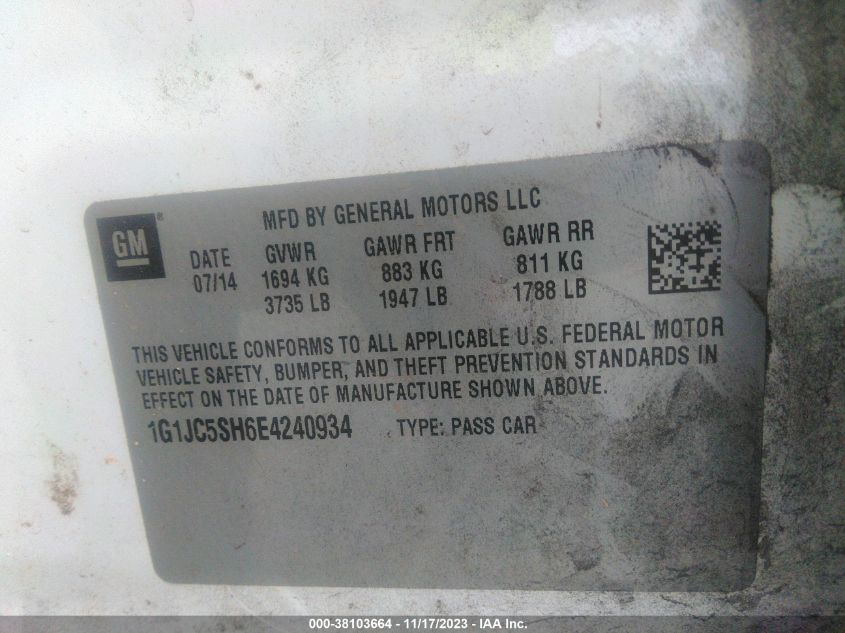 MFD BY GENERAL MOTORS LLC
GM ®
DATE GVWR GAWR FRT GAWR RR
07/14 1694 KG 883 KG 811 KG
3735 LB 1947 LB 1788 LB
THIS VEHICLE CONFORMS TO ALL APPLICABLE U.S. FEDERAL MOTOR
VEHICLE SAFETY, BUMPER, AND THEFT PREVENTION STANDARDS IN
EFFECT ON THE DATE OF MANUFACTURE SHOWN ABOVE.
1G1JC5SH6E4240934 TYPE: PASS CAR
000-38103664 - 11/17/2023 - IAA Inc.